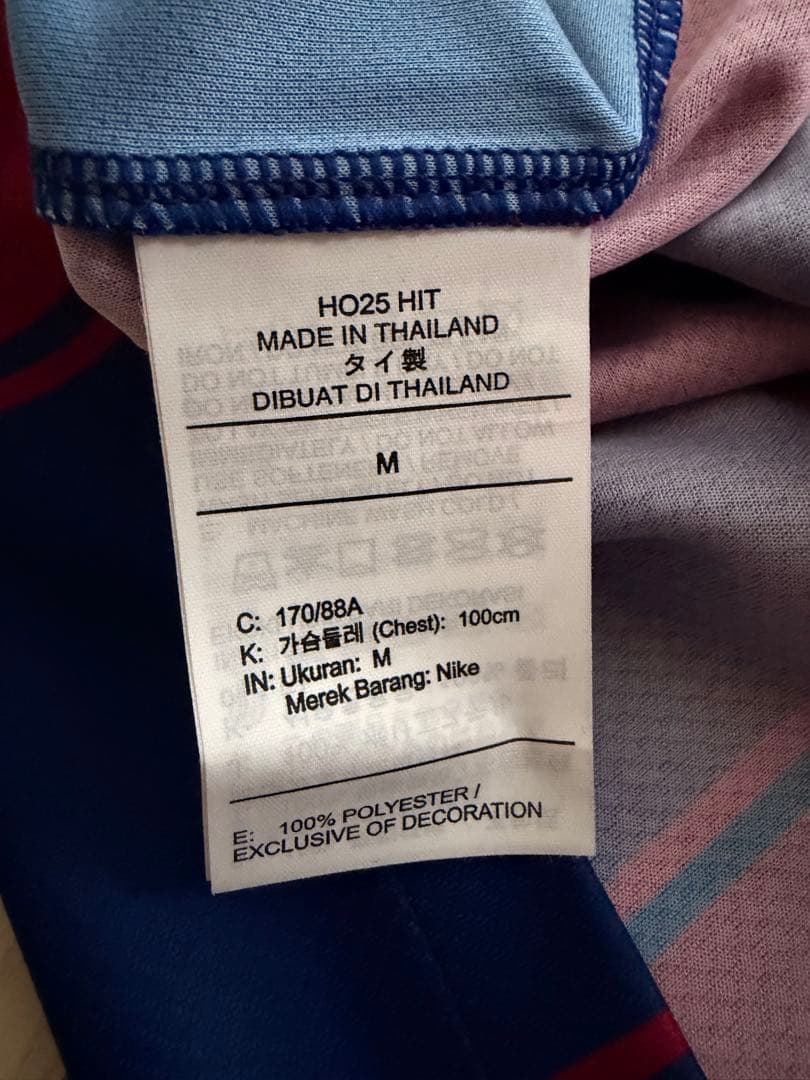 HO25 HIT
MADE IN THAILAND
タイ製
DIBUAT DI THAILAND
M
C: 170/88A
K: 가슴둘레 (Chest): 100cm
IN: Ukuran: M
Merek Barang: Nike
E: 100% POLYESTER /
EXCLUSIVE OF DECORATION